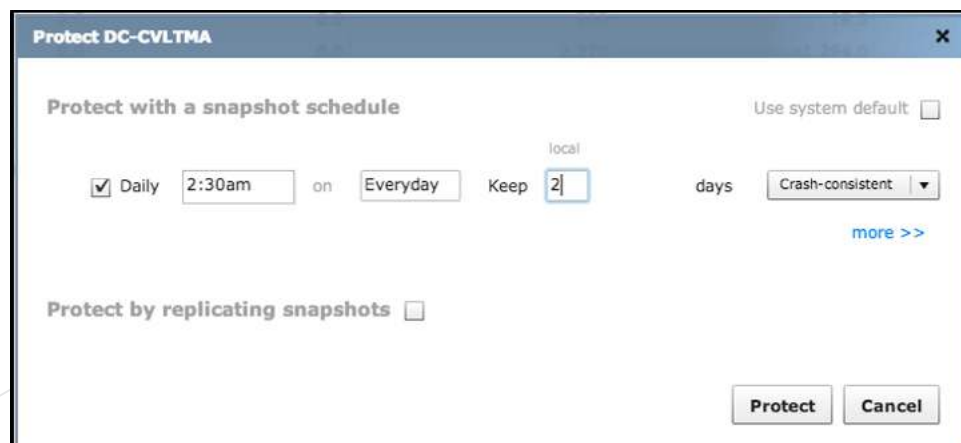 Protect DC-CVLTMA
Protect with a snapshot schedule Use system default
local
Daily 2:30am on Everyday Keep 2 days Crash-consistent
more >>
Protect by replicating snapshots
Protect Cancel